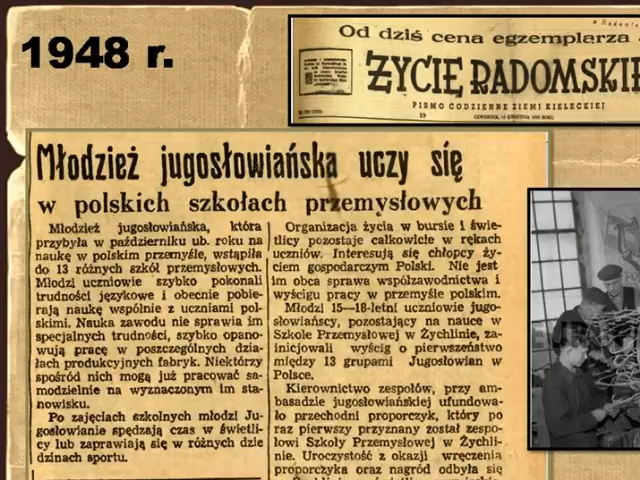 1948 r.
Od dziś cena egzemplarza
ŻYCIE RADOMSKIE
PISMO CODZIENNE ZIEMI KIELECKIEJ
Młodzież jugosłowiańska uczy się
w polskich szkołach przemysłowych
Młodzież jugosłowiańska, która
przybyła w październiku ub. roku na
naukę w polskim przemyśle, wstąpiła
do 13 różnych szkół przemysłowych.
Młodzi uczniowie szybko pokonali
trudności językowe i obecnie pobie-
rają naukę wspólnie z uczniami pol-
skimi. Nauka zawodu nie sprawia im
specjalnych trudności, szybko opano-
wują pracę w poszczególnych dzia-
łach produkcyjnych fabryk. Niektórzy
spośród nich mogą już pracować sa-
modzielnie na wyznaczonym im sta-
nowisku.
Po zajęciach szkolnych młodzi Ju-
gosłowianie spędzają czas w świetli-
cy lub zaprawiają się w różnych dzie
dzinach sportu.
Organizacja życia w bursie i świe-
tlicy pozostaje całkowicie w rękach
uczniów. Interesują się chłopcy ży-
ciem gospodarczym Polski. Nie jest
im obca sprawa współzawodnictwa i
wyścigu pracy w przemyśle polskim.
Młodzi 15—18-letni uczniowie jugo-
słowiańscy, pozostający na nauce w
Szkole Przemysłowej w Żychlinie, za-
inicjowali wyścig o pierwszeństwo
między 13 grupami Jugosłowian w
Polsce.
Kierownictwo zespołów, przy am-
basadzie jugosłowiańskiej ufundowa-
ło przechodni proporczyk, który po
raz pierwszy przyznany został zespo-
łowi Szkoły Przemysłowej w Żychli-
nie. Uroczystość z okazji wręczenia
proporczyka oraz nagród odbyła się